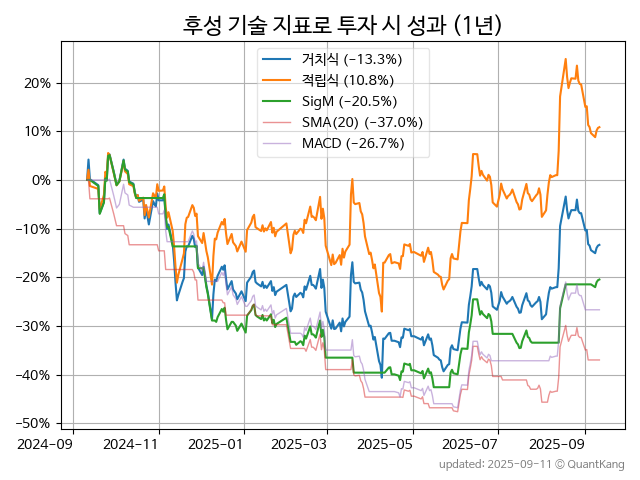 후성 기술 지표로 투자 시 성과 (1년)
거치식 (−13.3%)
적립식 (10.8%)
SigM (−20.5%)
SMA(20) (−37.0%)
MACD (−26.7%)
20%
10%
0%
−10%
−20%
−30%
−40%
−50%
2024-09 2024-11 2025-01 2025-03 2025-05 2025-07 2025-09
updated: 2025-09-11 © QuantKang